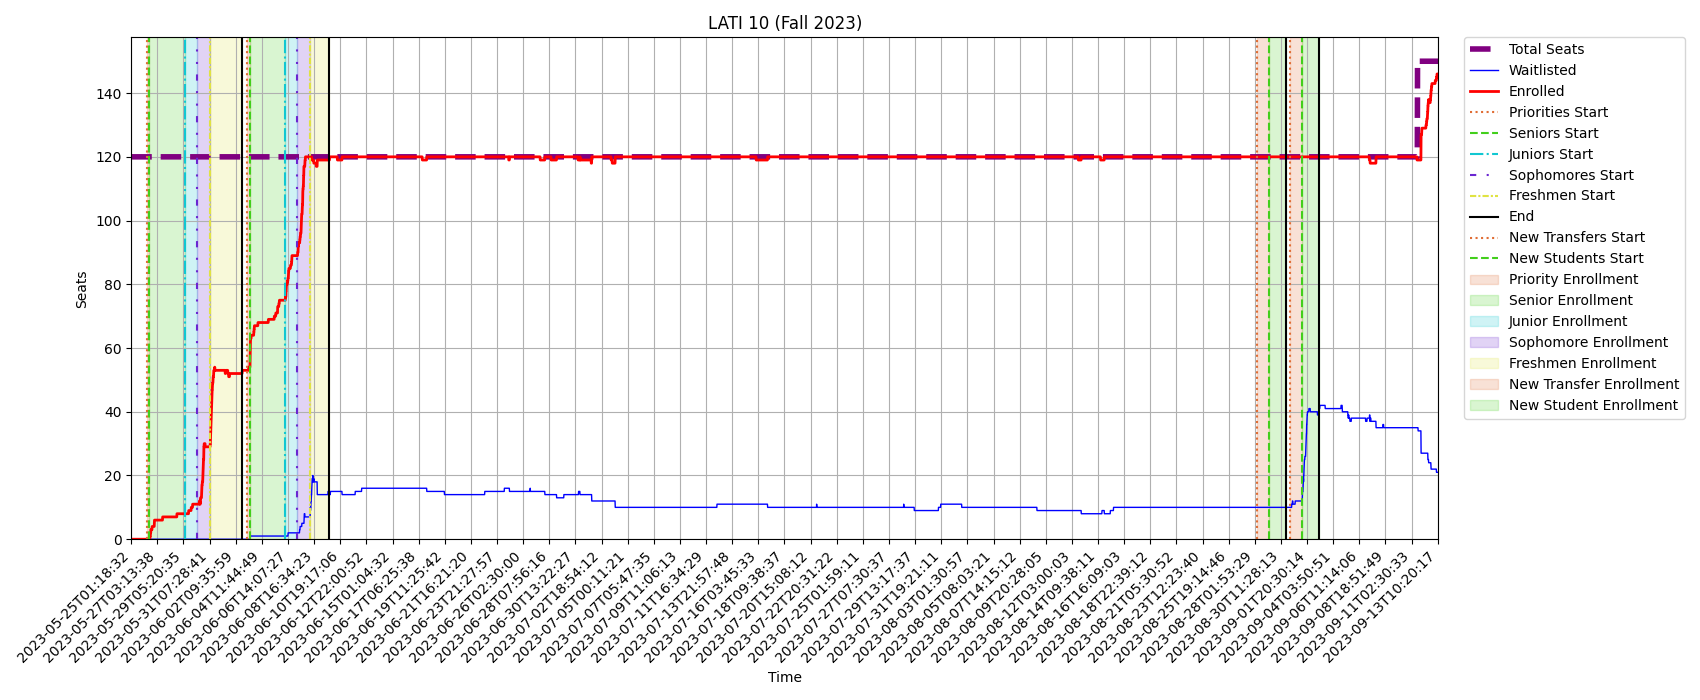 LATI 10 (Fall 2023)
Seats
140
120
100
80
60
40
20
0
2023-05-25T01:18:32
2023-05-27T03:13:38
2023-05-29T05:20:35
2023-05-31T07:28:41
2023-06-02T09:35:59
2023-06-04T11:44:49
2023-06-06T14:07:27
2023-06-08T16:34:23
2023-06-10T19:17:06
2023-06-12T22:00:52
2023-06-15T01:04:32
2023-06-17T06:25:38
2023-06-19T11:25:42
2023-06-21T16:21:20
2023-06-23T21:27:57
2023-06-26T02:30:00
2023-06-28T07:56:16
2023-06-30T13:22:27
2023-07-02T18:54:12
2023-07-05T00:11:21
2023-07-07T05:47:35
2023-07-09T11:06:13
2023-07-11T16:34:29
2023-07-13T21:57:48
2023-07-16T03:45:33
2023-07-18T09:38:37
2023-07-20T15:08:12
2023-07-22T20:31:22
2023-07-25T01:59:11
2023-07-27T07:30:37
2023-07-29T13:17:37
2023-07-31T19:21:11
2023-08-03T01:30:57
2023-08-05T08:03:21
2023-08-07T14:15:12
2023-08-09T20:28:05
2023-08-12T03:00:03
2023-08-14T09:38:11
2023-08-16T16:09:03
2023-08-18T22:39:12
2023-08-21T05:30:52
2023-08-23T12:23:40
2023-08-25T19:14:46
2023-08-28T01:53:29
2023-08-30T11:28:13
2023-09-01T20:30:14
2023-09-04T03:50:51
2023-09-06T11:14:06
2023-09-08T18:51:49
2023-09-11T02:30:33
2023-09-13T10:20:17
Time
Total Seats
Waitlisted
Enrolled
Priorities Start
Seniors Start
Juniors Start
Sophomores Start
Freshmen Start
End
New Transfers Start
New Students Start
Priority Enrollment
Senior Enrollment
Junior Enrollment
Sophomore Enrollment
Freshmen Enrollment
New Transfer Enrollment
New Student Enrollment